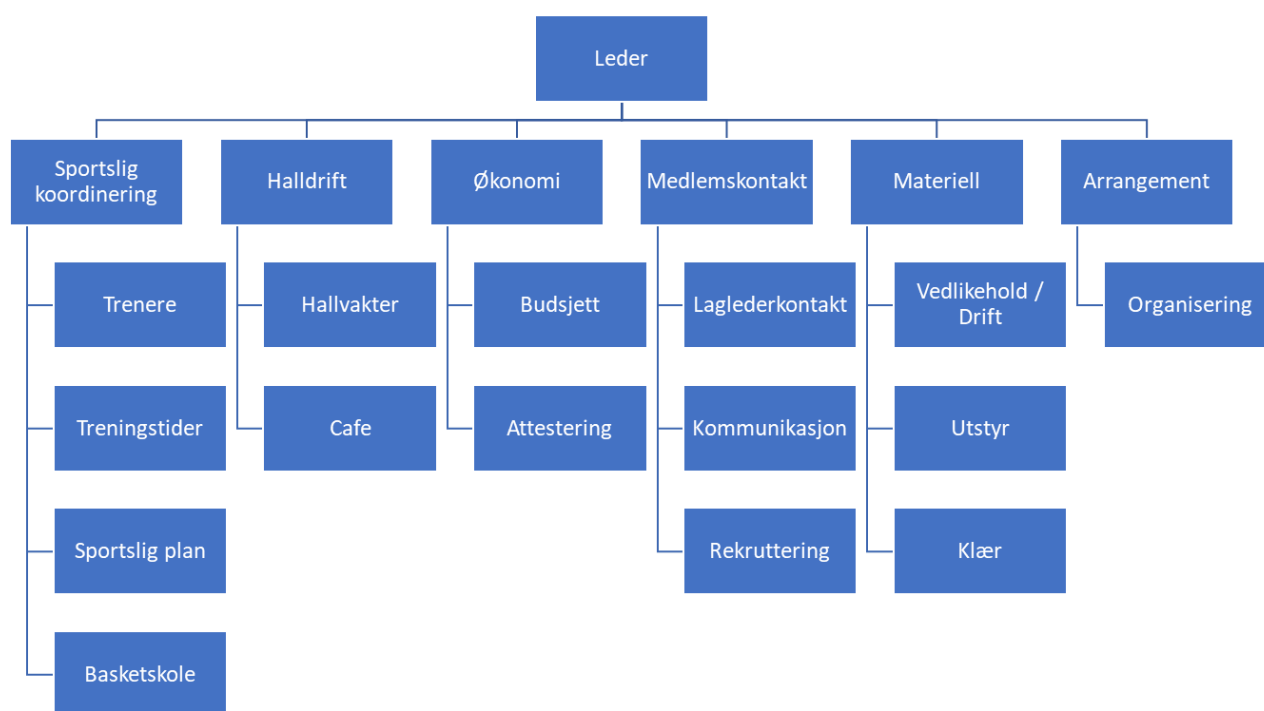 Leder
Sportslig
koordinering
Halldrift
Økonomi
Medlemskontakt
Materiell
Arrangement
Trenere
Hallvakter
Budsjett
Laglederkontakt
Vedlikehold /
Drift
Organisering
Treningstider
Cafe
Attestering
Kommunikasjon
Utstyr
Sportslig plan
Rekruttering
Klær
Basketskole